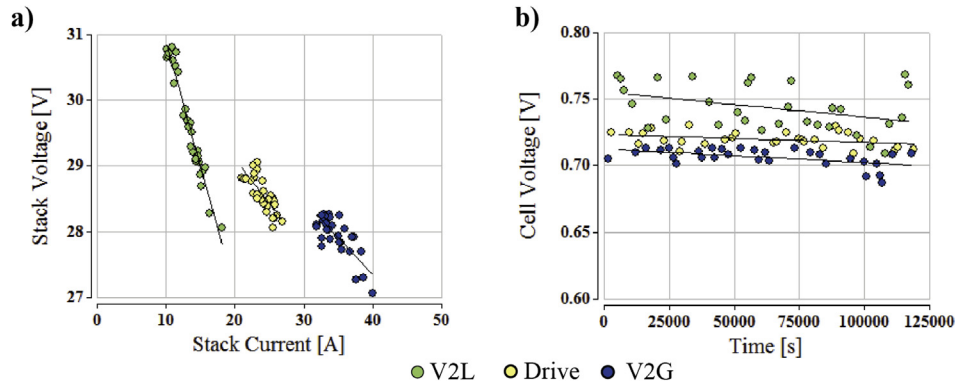 a)
Stack Voltage [V]
31
30
29
28
27
0 10 20 30 40 50
Stack Current [A]
b)
Cell Voltage [V]
0.80
0.75
0.70
0.65
0.60
0 25000 50000 75000 100000 125000
Time [s]
V2L Drive V2G